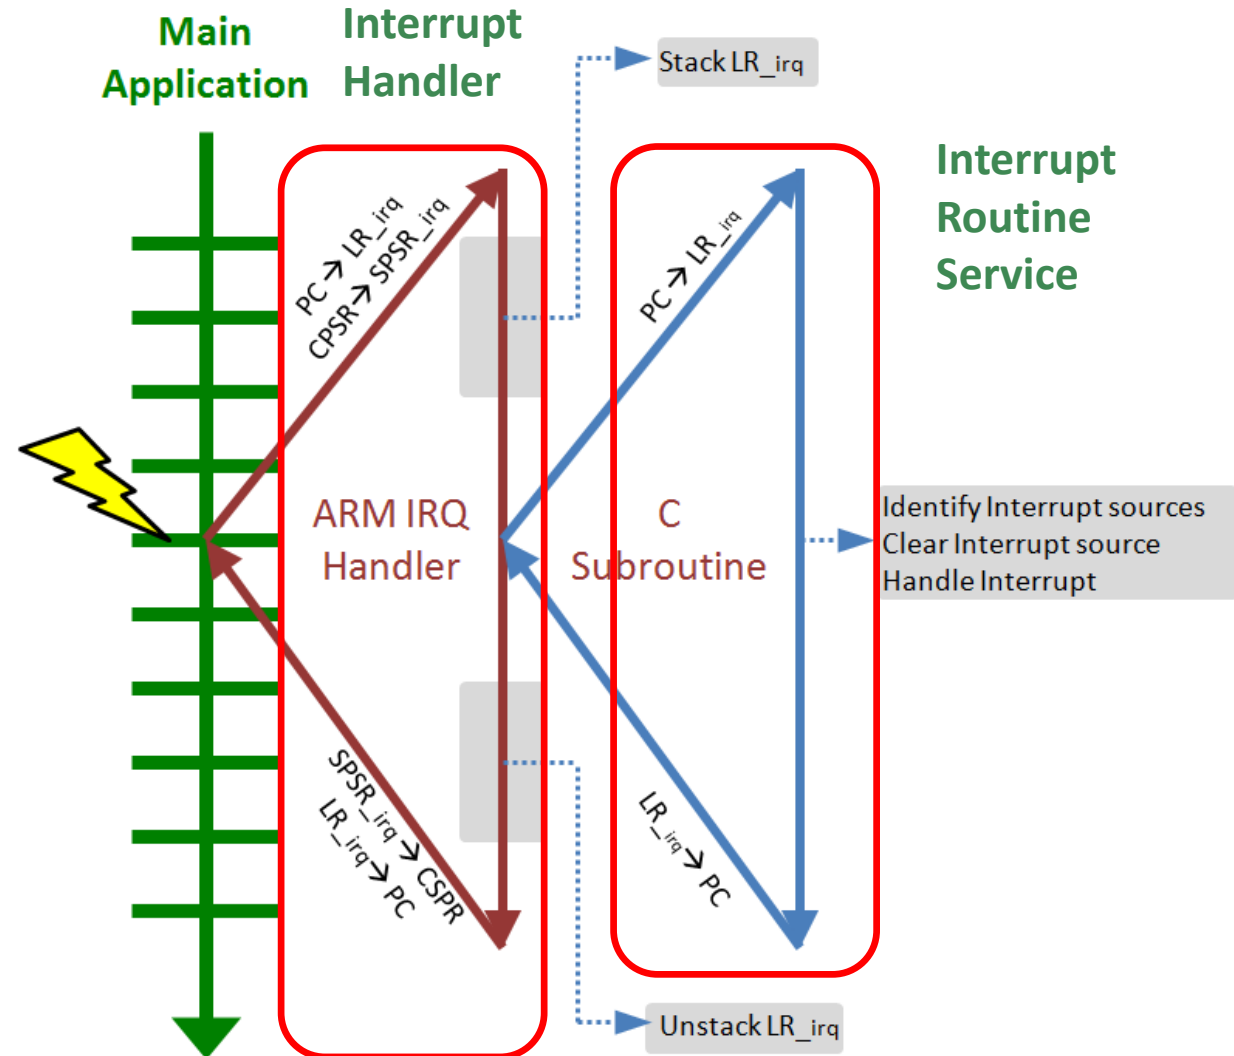 Main
Application
Interrupt
Handler
Stack LR_irq
Interrupt
Routine
Service
PC → LR_irq
CPSR → SPSR_irq
PC → LR_irq
ARM IRQ
Handler
C
Subroutine
Identify Interrupt sources
Clear Interrupt source
Handle Interrupt
SPSR_irq → CSPR
LR_irq → PC
LR_irq → PC
Unstack LR_irq